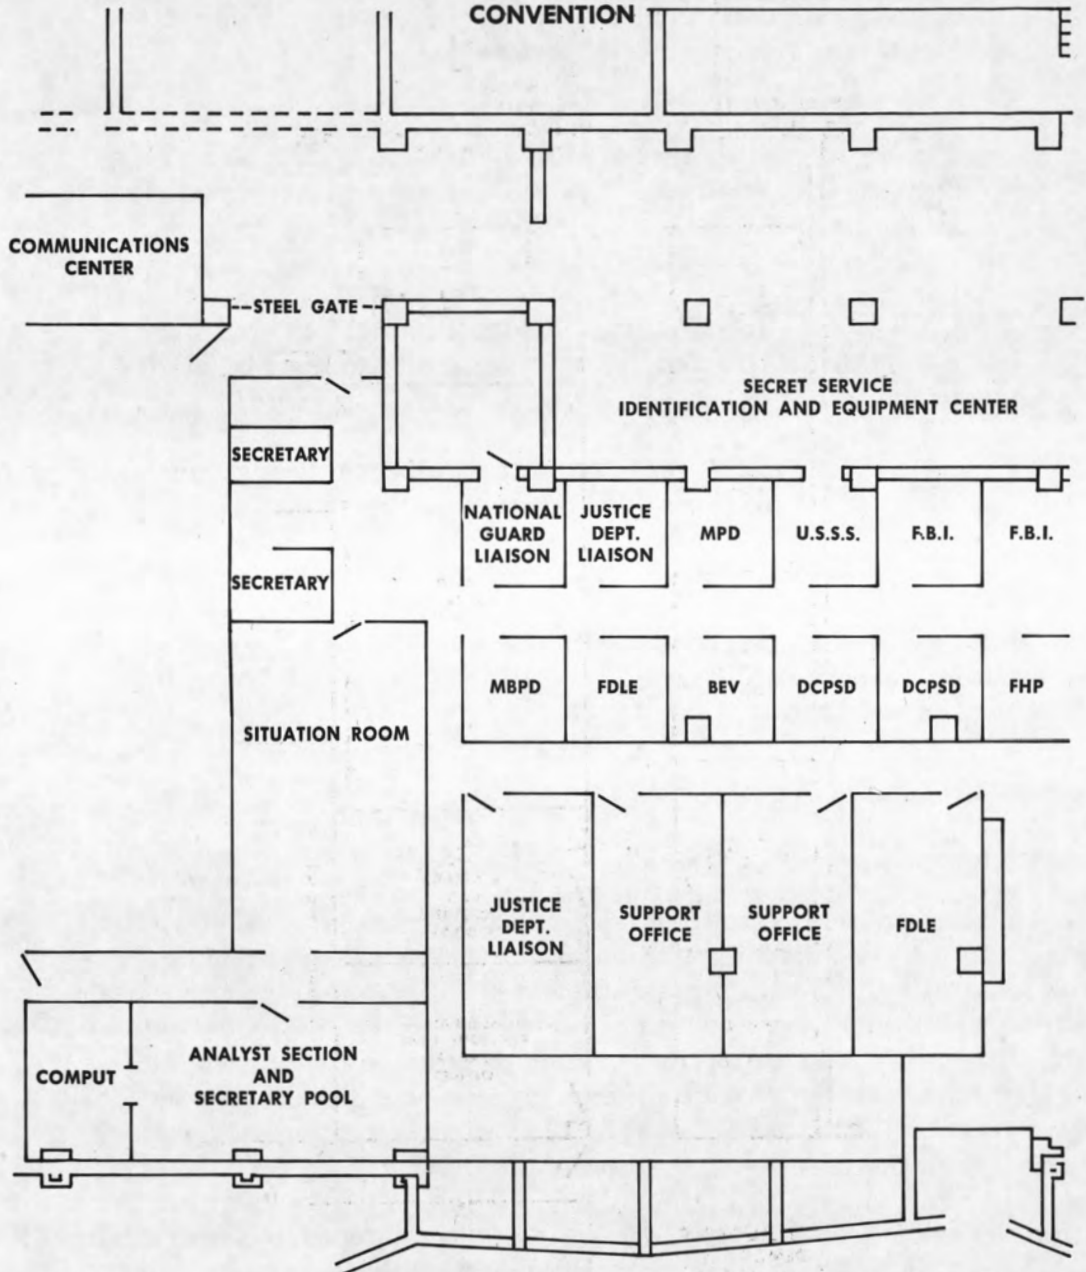 CONVENTION
COMMUNICATIONS
CENTER
STEEL GATE
SECRET SERVICE
IDENTIFICATION AND EQUIPMENT CENTER
SECRETARY
NATIONAL
GUARD
LIAISON
JUSTICE
DEPT.
LIAISON
MPD
U.S.S.S.
F.B.I.
F.B.I.
SECRETARY
MBPD
FDLE
BEV
DCPSD
DCPSD
FHP
SITUATION ROOM
JUSTICE
DEPT.
LIAISON
SUPPORT
OFFICE
SUPPORT
OFFICE
FDLE
COMPUT
ANALYST SECTION
AND
SECRETARY POOL